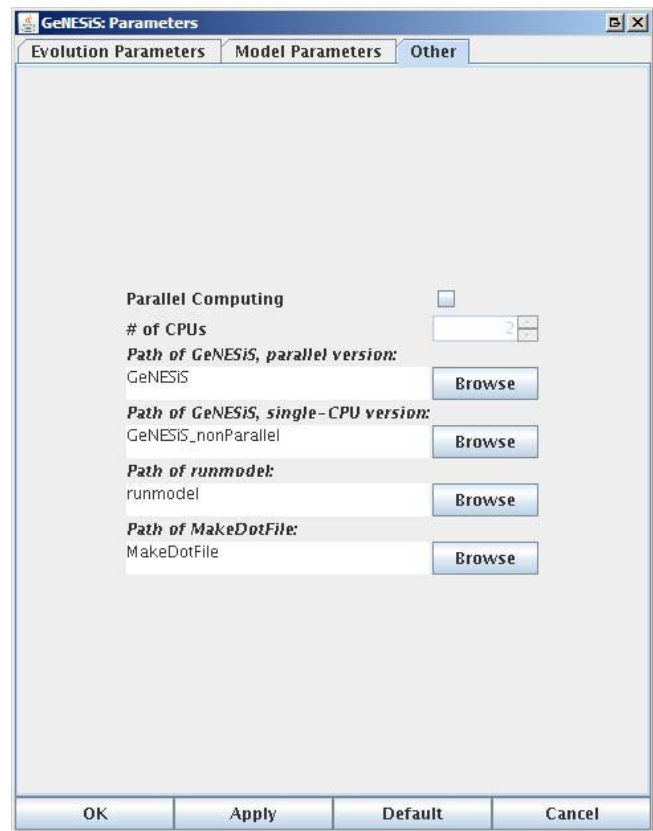 GeNESiS: Parameters
Evolution Parameters Model Parameters Other
Parallel Computing
# of CPUs 2
Path of GeNESiS, parallel version:
GeNESiS Browse
Path of GeNESiS, single-CPU version:
GeNESiS_nonParallel Browse
Path of runmodel:
runmodel Browse
Path of MakeDotFile:
MakeDotFile Browse
OK Apply Default Cancel